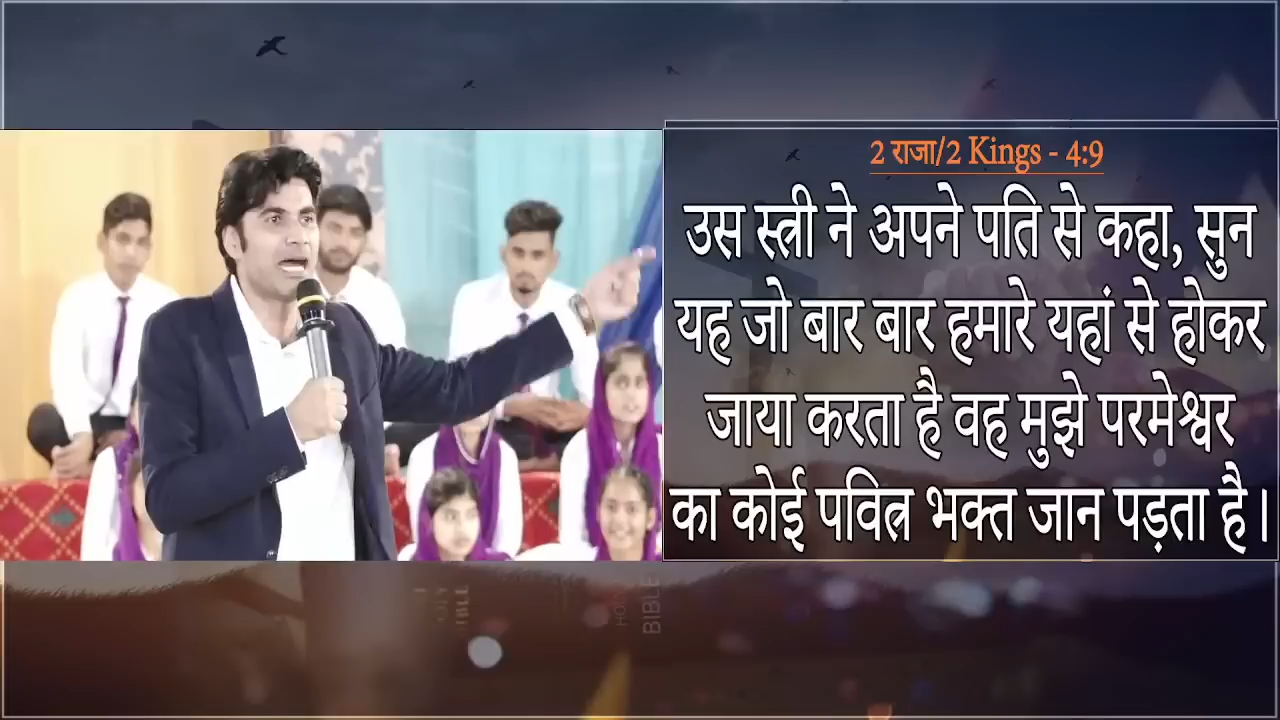 2 राजा/2 Kings - 4:9
उस स्त्री ने अपने पति से कहा, सुन
यह जो बार बार हमारे यहां से होकर
जाया करता है वह मुझे परमेश्वर
का कोई पवित्र भक्त जान पड़ता है।
BIBLE